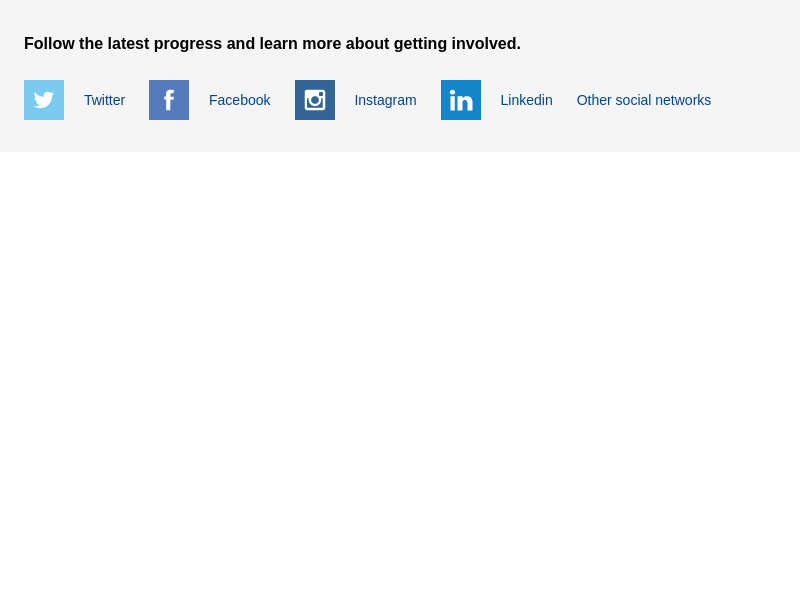 Follow the latest progress and learn more about getting involved.
Twitter Facebook Instagram Linkedin Other social networks